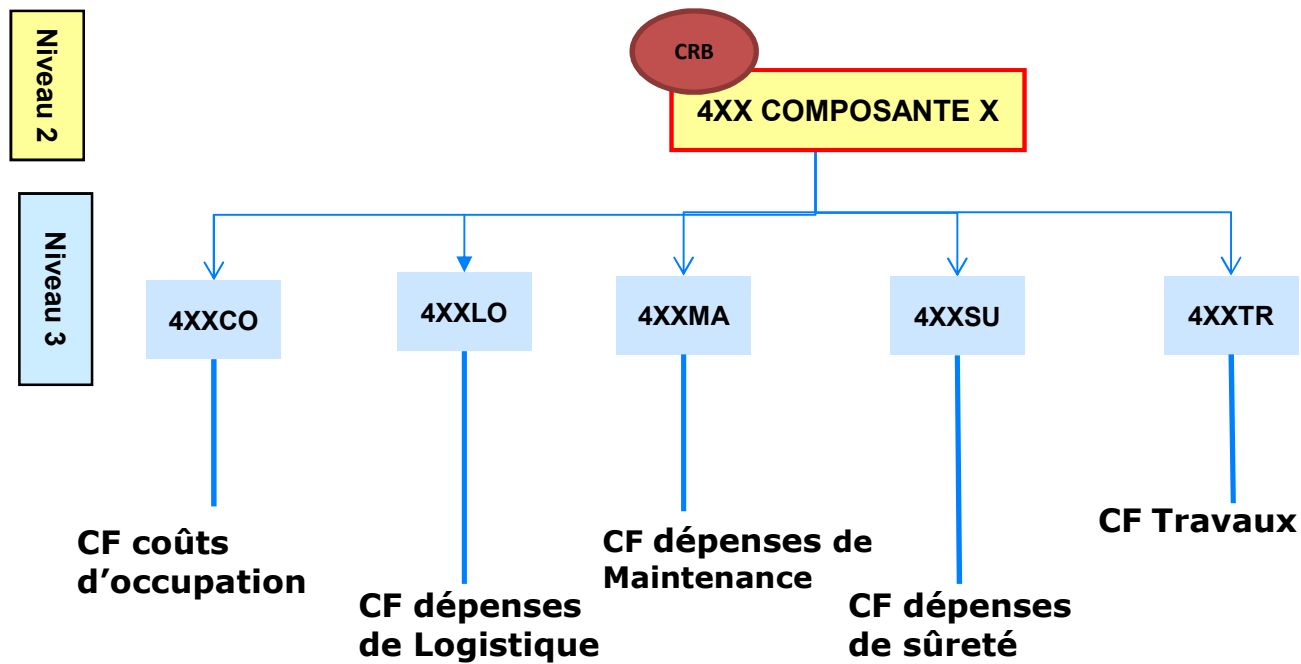 Niveau 2
CRB
4XX COMPOSANTE X
Niveau 3
4XXCO
4XXLO
4XXMA
4XXSU
4XXTR
CF coûts
d’occupation
CF dépenses
de Logistique
CF dépenses de
Maintenance
CF dépenses
de sûreté
CF Travaux